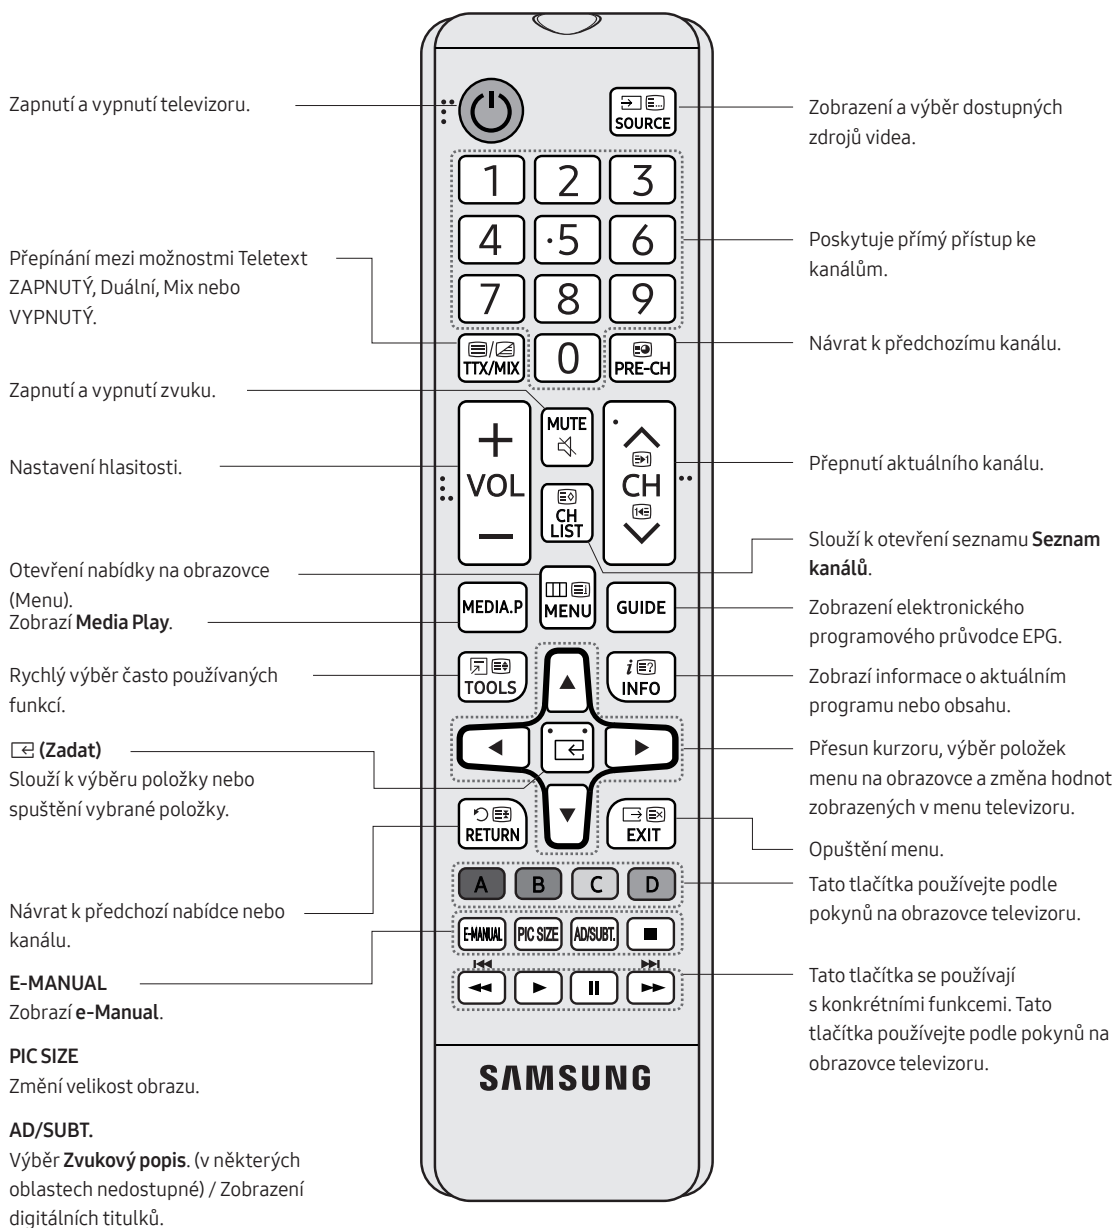 Zapnutí a vypnutí televizoru.
Přepínání mezi možnostmi Teletext
ZAPNUTÝ, Duální, Mix nebo
VYPNUTÝ.
Zapnutí a vypnutí zvuku.
Nastavení hlasitosti.
Otevření nabídky na obrazovce
(Menu).
Zobrazí Media Play.
Rychlý výběr často používaných
funkcí.
(Zadat)
Slouží k výběru položky nebo
spuštění vybrané položky.
Návrat k předchozí nabídce nebo
kanálu.
E-MANUAL
Zobrazí e-Manual.
PIC SIZE
Změní velikost obrazu.
AD/SUBT.
Výběr Zvukový popis. (v některých
oblastech nedostupné) / Zobrazení
digitálních titulků.
SOURCE
1 2 3
4 ·5 6
7 8 9
TTX/MIX 0 PRE-CH
MUTE
VOL
CH
CH
LIST
MEDIA.P MENU GUIDE
TOOLS INFO
RETURN EXIT
A B C D
E-MANUAL PIC SIZE AD/SUBT.
SAMSUNG
Zobrazení a výběr dostupných
zdrojů videa.
Poskytuje přímý přístup ke
kanálům.
Návrat k předchozímu kanálu.
Přepnutí aktuálního kanálu.
Slouží k otevření seznamu Seznam
kanálů.
Zobrazení elektronického
programového průvodce EPG.
Zobrazí informace o aktuálním
programu nebo obsahu.
Přesun kurzoru, výběr položek
menu na obrazovce a změna hodnot
zobrazených v menu televizoru.
Opuštění menu.
Tato tlačítka používejte podle
pokynů na obrazovce televizoru.
Tato tlačítka se používají
s konkrétními funkcemi. Tato
tlačítka používejte podle pokynů na
obrazovce televizoru.